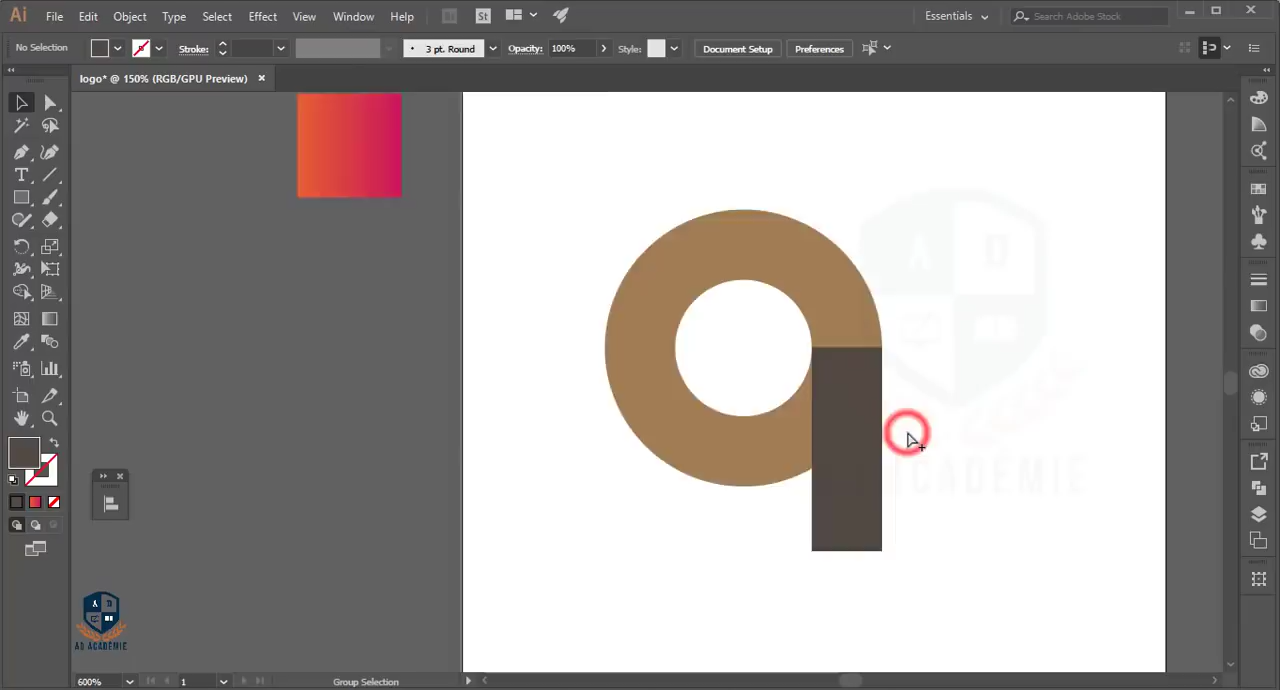 Ai File Edit Object Type Select Effect View Window Help Br St Essentials Search Adobe Stock
No Selection Stroke: 3 pt. Round Opacity: 100% Style: Document Setup Preferences
logo* @ 150% (RGB/GPU Preview)
A D
ACADEMIE
A D
AD ACADEMIE
600% 1 Group Selection